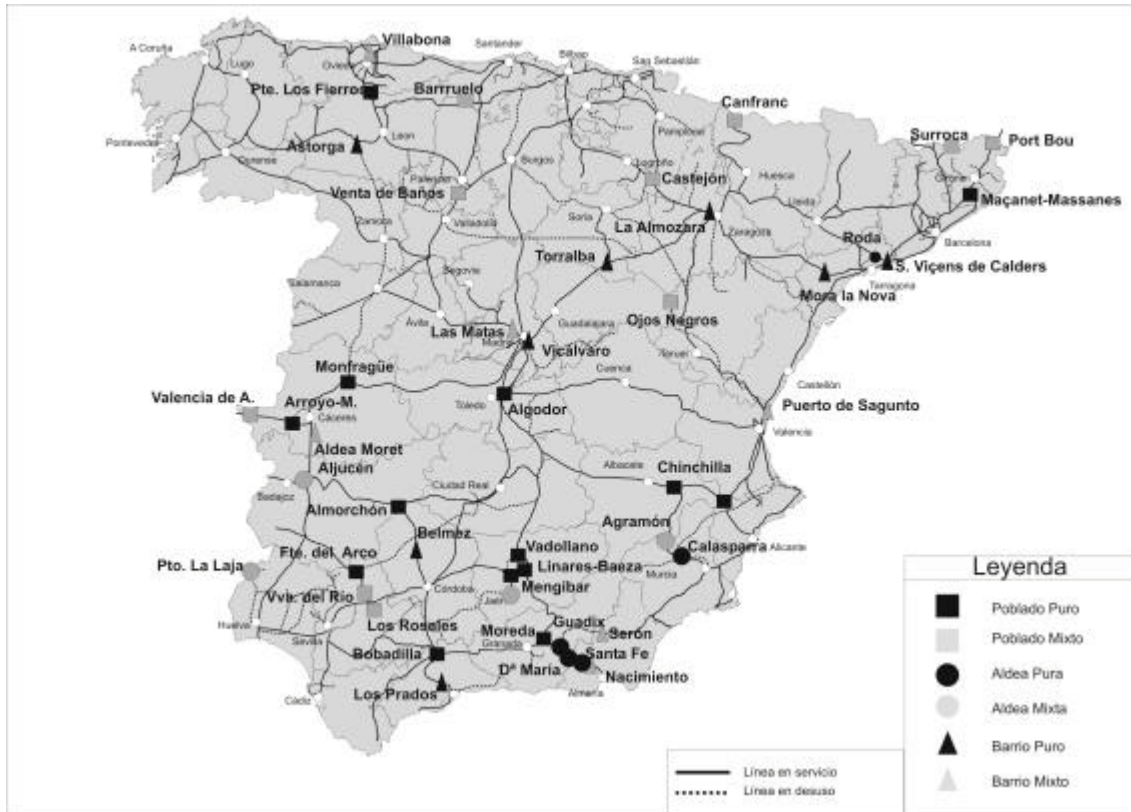 Villabona
A Coruña
Santander
Bilbao
Lugo
Oviedo
San Sebastián
Pte. Los Fierros
Barrruelo
Canfranc
Pamplona
Leon
Surroca
Port Bou
Pontevedra
Astorga
Ourense
Burgos
Logroño
Huesca
Girona
Palencia
Castejón
Venta de Baños
Maçanet-Massanes
Lleida
Soria
Zamora
Valladolid
La Almozara
Zaragoza
Barcelona
Roda
Torralba
S. Viçens de Calders
Segovia
Tarragona
Mora la Nova
Salamanca
Ávila
Las Matas
Guadalajara
Ojos Negros
Madrid
Vicálvaro
Teruel
Monfragüe
Cuenca
Castellón
Valencia de A.
Arroyo-M.
Toledo
Algodor
Puerto de Sagunto
Cáceres
Valencia
Aldea Moret
Aljucén
Albacete
Chinchilla
Ciudad Real
Badajoz
Almorchón
Agramón
Belmez
Vadollano
Calasparra
Alicante
Fte. del Arco
Linares-Baeza
Pto. La Laja
Murcia
Mengibar
Córdoba
Jaén
Vva. del Rio
Los Roseles
Guadix
Huelva
Sevilla
Moreda
Serón
Granada
Bobadilla
Santa Fe
Dª María
Nacimiento
Los Prados
Almería
Cádiz
Leyenda
Poblado Puro
Poblado Mixto
Aldea Pura
Aldea Mixta
Barrio Puro
Barrio Mixto
Línea en servicio
Línea en desuso